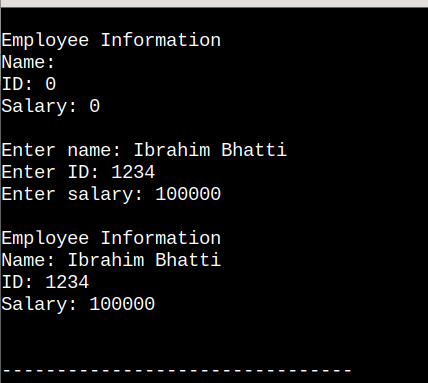 Employee Information
Name:
ID: 0
Salary: 0
Enter name: Ibrahim Bhatti
Enter ID: 1234
Enter salary: 100000
Employee Information
Name: Ibrahim Bhatti
ID: 1234
Salary: 100000
--------------------------------